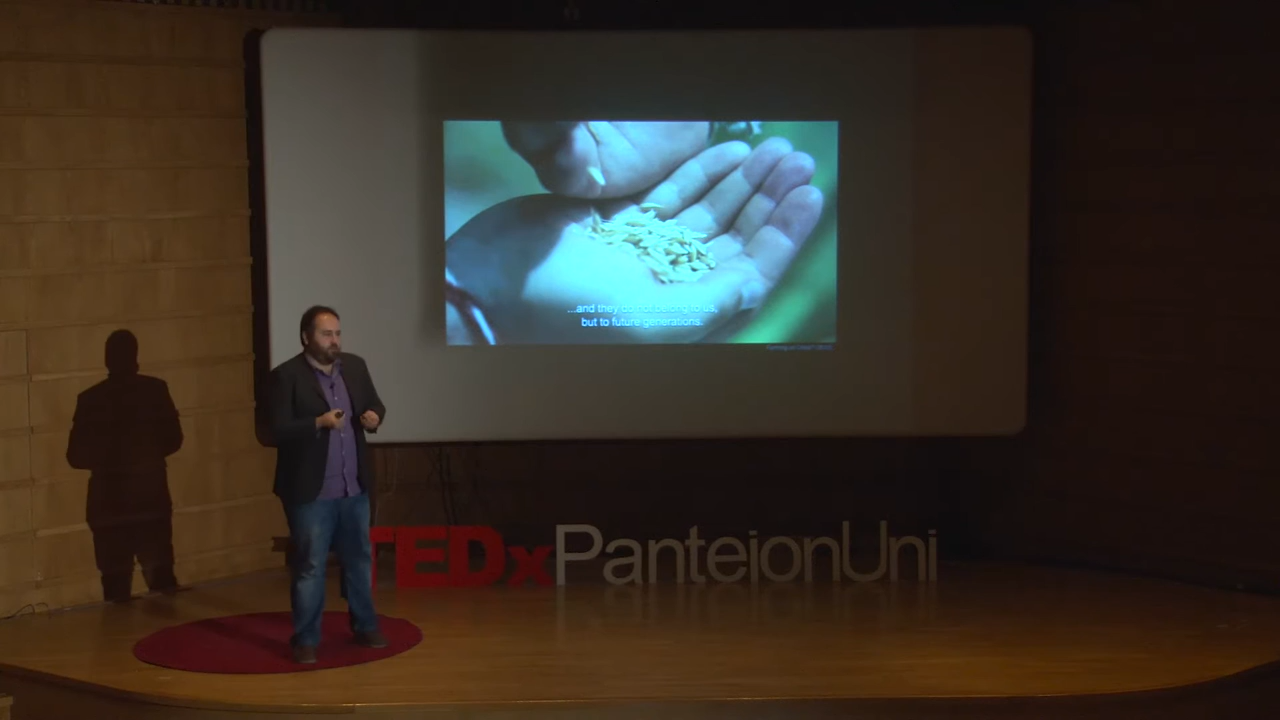 ...and they do not belong to us,
but to future generations.
TEDxPanteionUni